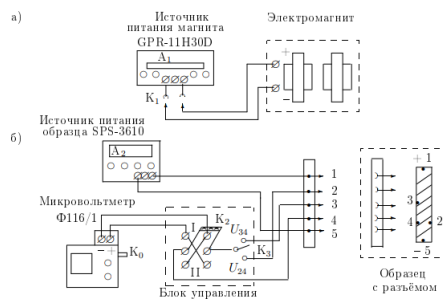 а)
Источник
питания магнита
GPR-11H30D
A1
K1
Электромагнит
+
−
б)
Источник питания
образца SPS-3610
A2
Микровольтметр
Ф116/1
− +
K0
I
II
K2
U34
K3
U24
Блок управления
1
2
3
4
5
+ 1
3
4
2
−5
Образец
с разъёмом